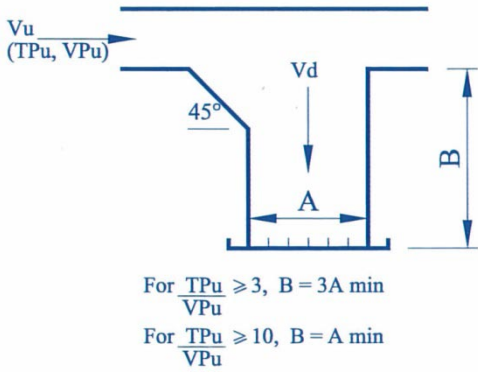 Vu
(TPu, VPu)
Vd
45°
A
B
For TPu/VPu ⩾ 3, B = 3A min
For TPu/VPu ⩾ 10, B = A min